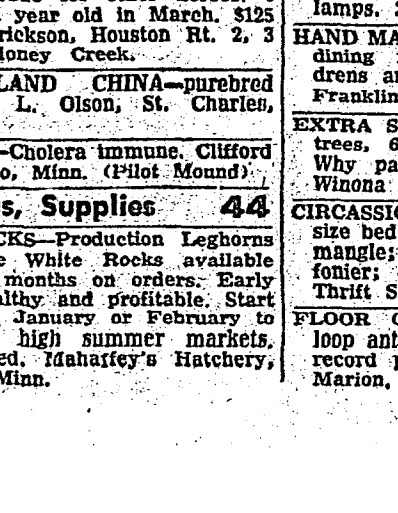 year old in March. $125
rickson, Houston Rt. 2, 3
Honey Creek.
LAND CHINA—purebred
L. Olson, St. Charles,
—Cholera immune. Clifford
o, Minn. (Pilot Mound)
s, Supplies 44
CKS—Production Leghorns
e White Rocks available
months on orders. Early
althy and profitable. Start
January or February to
high summer markets.
ed. Mahaffey's Hatchery,
Minn.
lamps.
HAND MA
dining
drens a
Franklin
EXTRA S
trees, 6
Why pa
Winona
CIRCASSI
size bed
mangle;
fonier;
Thrift S
FLOOR
loop ant
record
Marion,